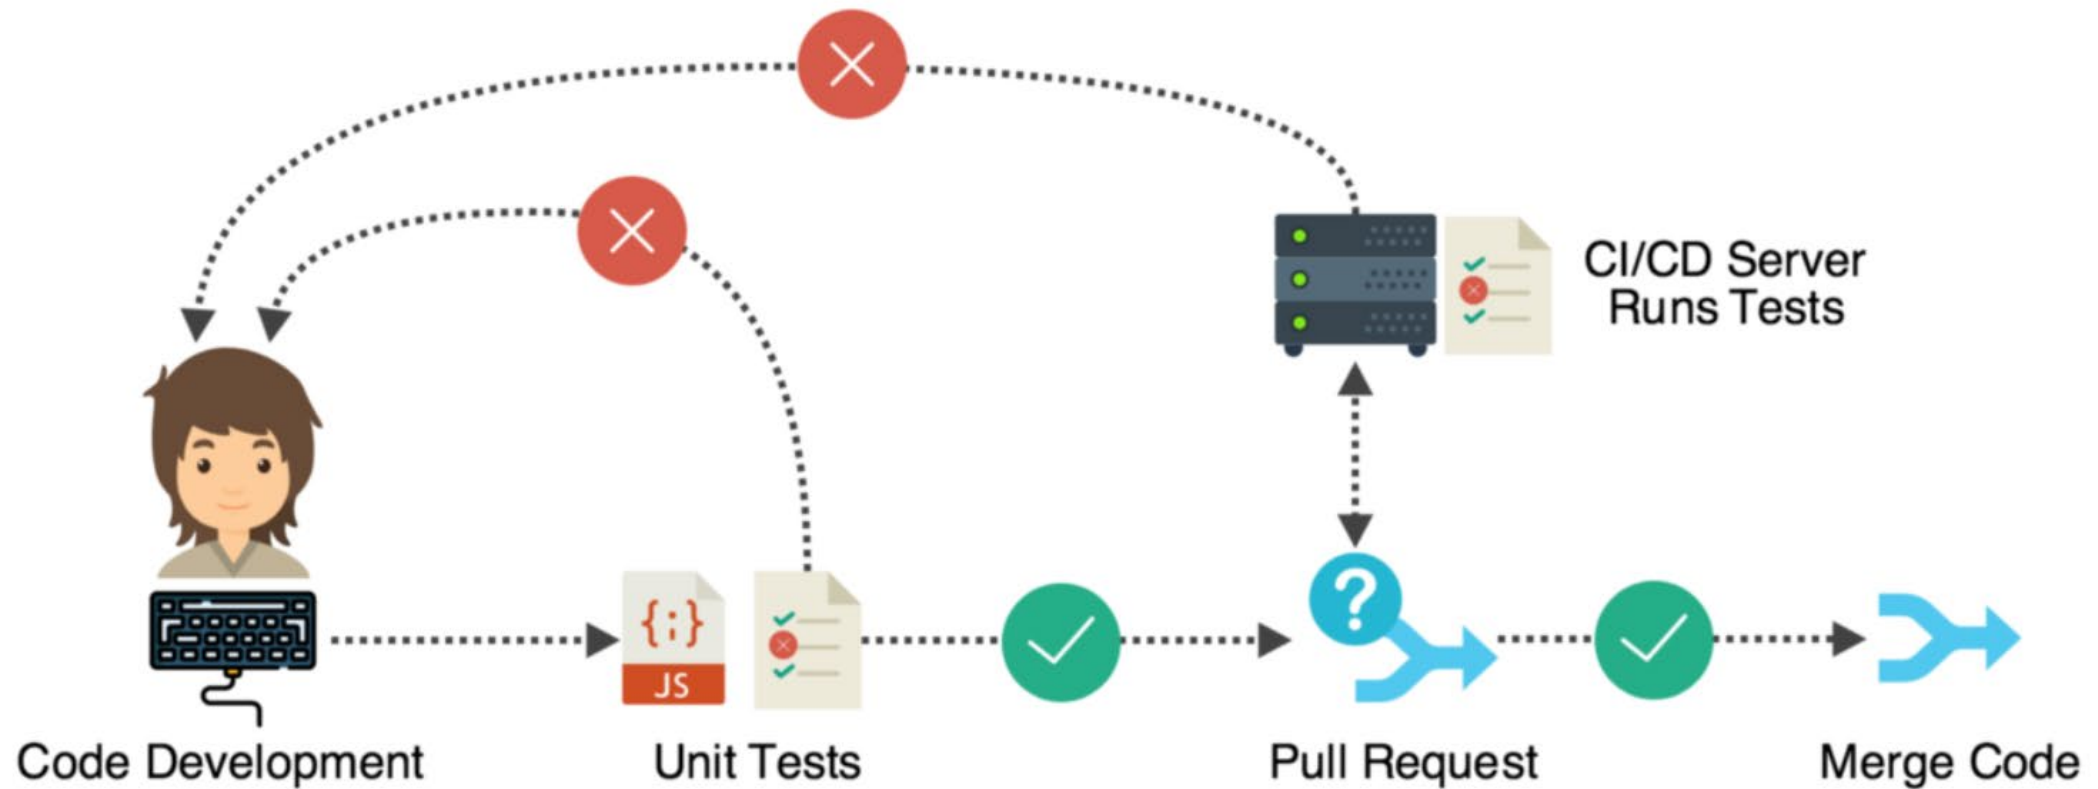 CI/CD Server
Runs Tests
{;}
JS
?
Code Development
Unit Tests
Pull Request
Merge Code